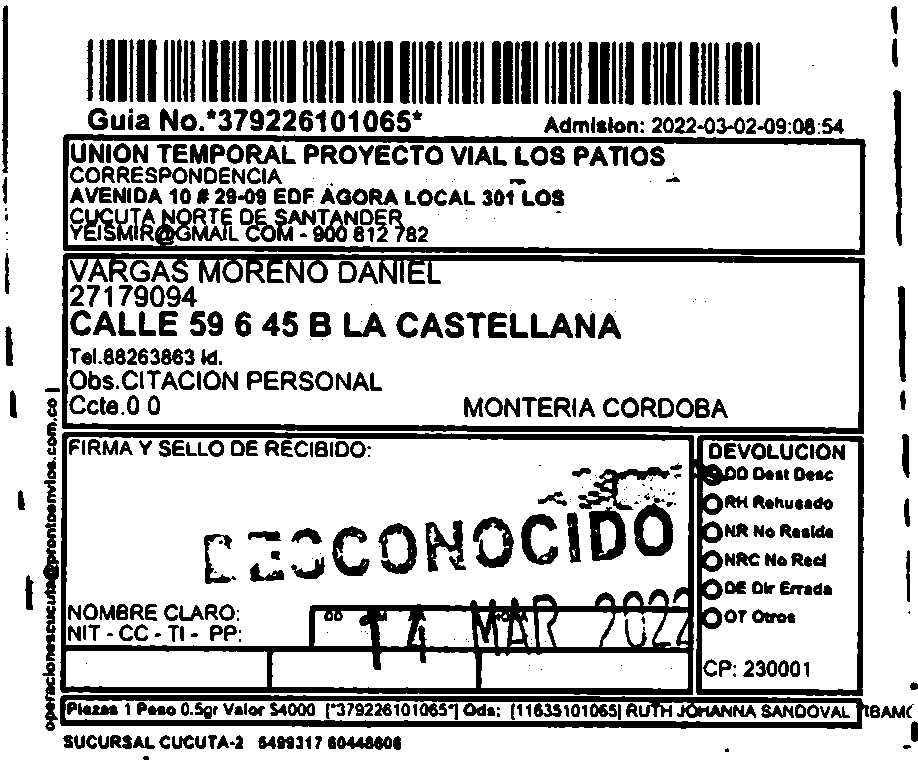 Guia No.*379226101065*
Admision: 2022-03-02-09:08:54
UNION TEMPORAL PROYECTO VIAL LOS PATIOS
CORRESPONDENCIA
AVENIDA 10 # 29-09 EDF AGORA LOCAL 301 LOS
CUCUTA NORTE DE SANTANDER
YEISMIR@GMAIL COM - 900 812 782
VARGAS MORENO DANIEL
27179094
CALLE 59 6 45 B LA CASTELLANA
Tel.88263863 Id.
Obs.CITACION PERSONAL
Ccte.0 0
MONTERIA CORDOBA
FIRMA Y SELLO DE RECIBIDO:
DESCONOCIDO
NOMBRE CLARO:
NIT - CC - TI - PP:
DD
14 MAR 2022
DEVOLUCION
DD Dest Desc
RH Rehusado
NR No Reside
NRC No Recl
DE Dir Errada
OT Otros
CP: 230001
Piezas 1 Peso 0.5gr Valor $4000 [*379226101065*] Ods: [11635101065] RUTH JOHANNA SANDOVAL
SUCURSAL CUCUTA-2 5499317 60448606
operacionescucuta@prontoenvios.com.co